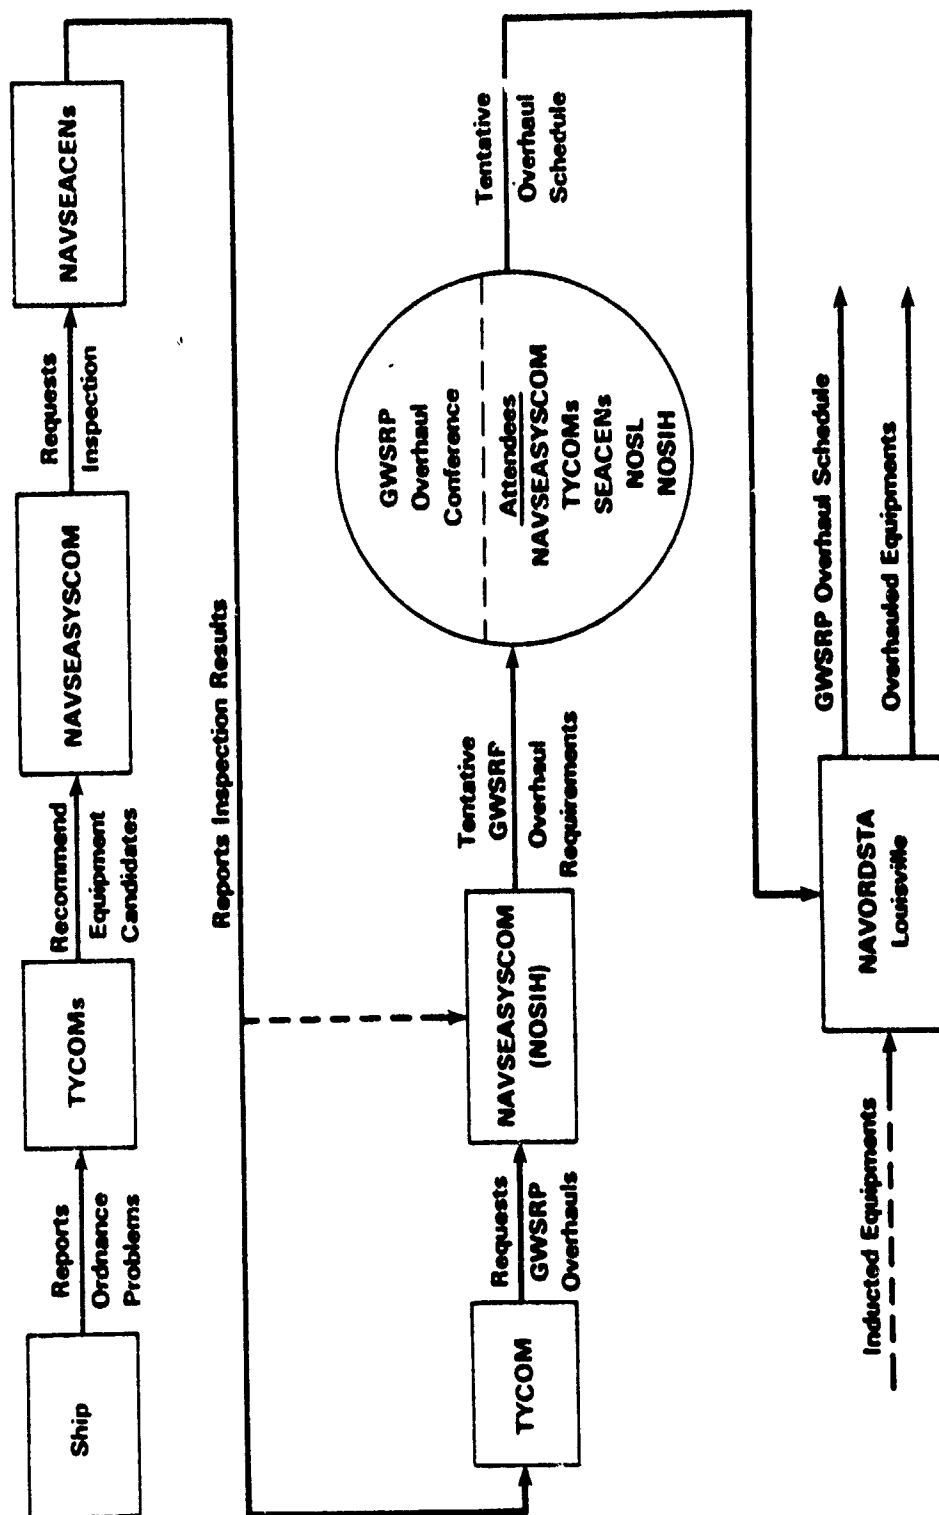 Ship
Reports
Ordnance
Problems
TYCOMs
Recommend
Equipment
Candidates
NAVSEASYSCOM
Requests
Inspection
NAVSEACENs
Reports Inspection Results
TYCOM
Requests
GWSRP
Overhauls
NAVSEASYSCOM
(NOSIH)
Tentative
GWSRP
Overhaul
Requirements
GWSRP
Overhaul
Conference
Attendees
NAVSEASYSCOM
TYCOMs
SEACENs
NOSL
NOSIH
Tentative
Overhaul
Schedule
Inducted Equipments
NAVORDSTA
Louisville
GWSRP Overhaul Schedule
Overhauled Equipments